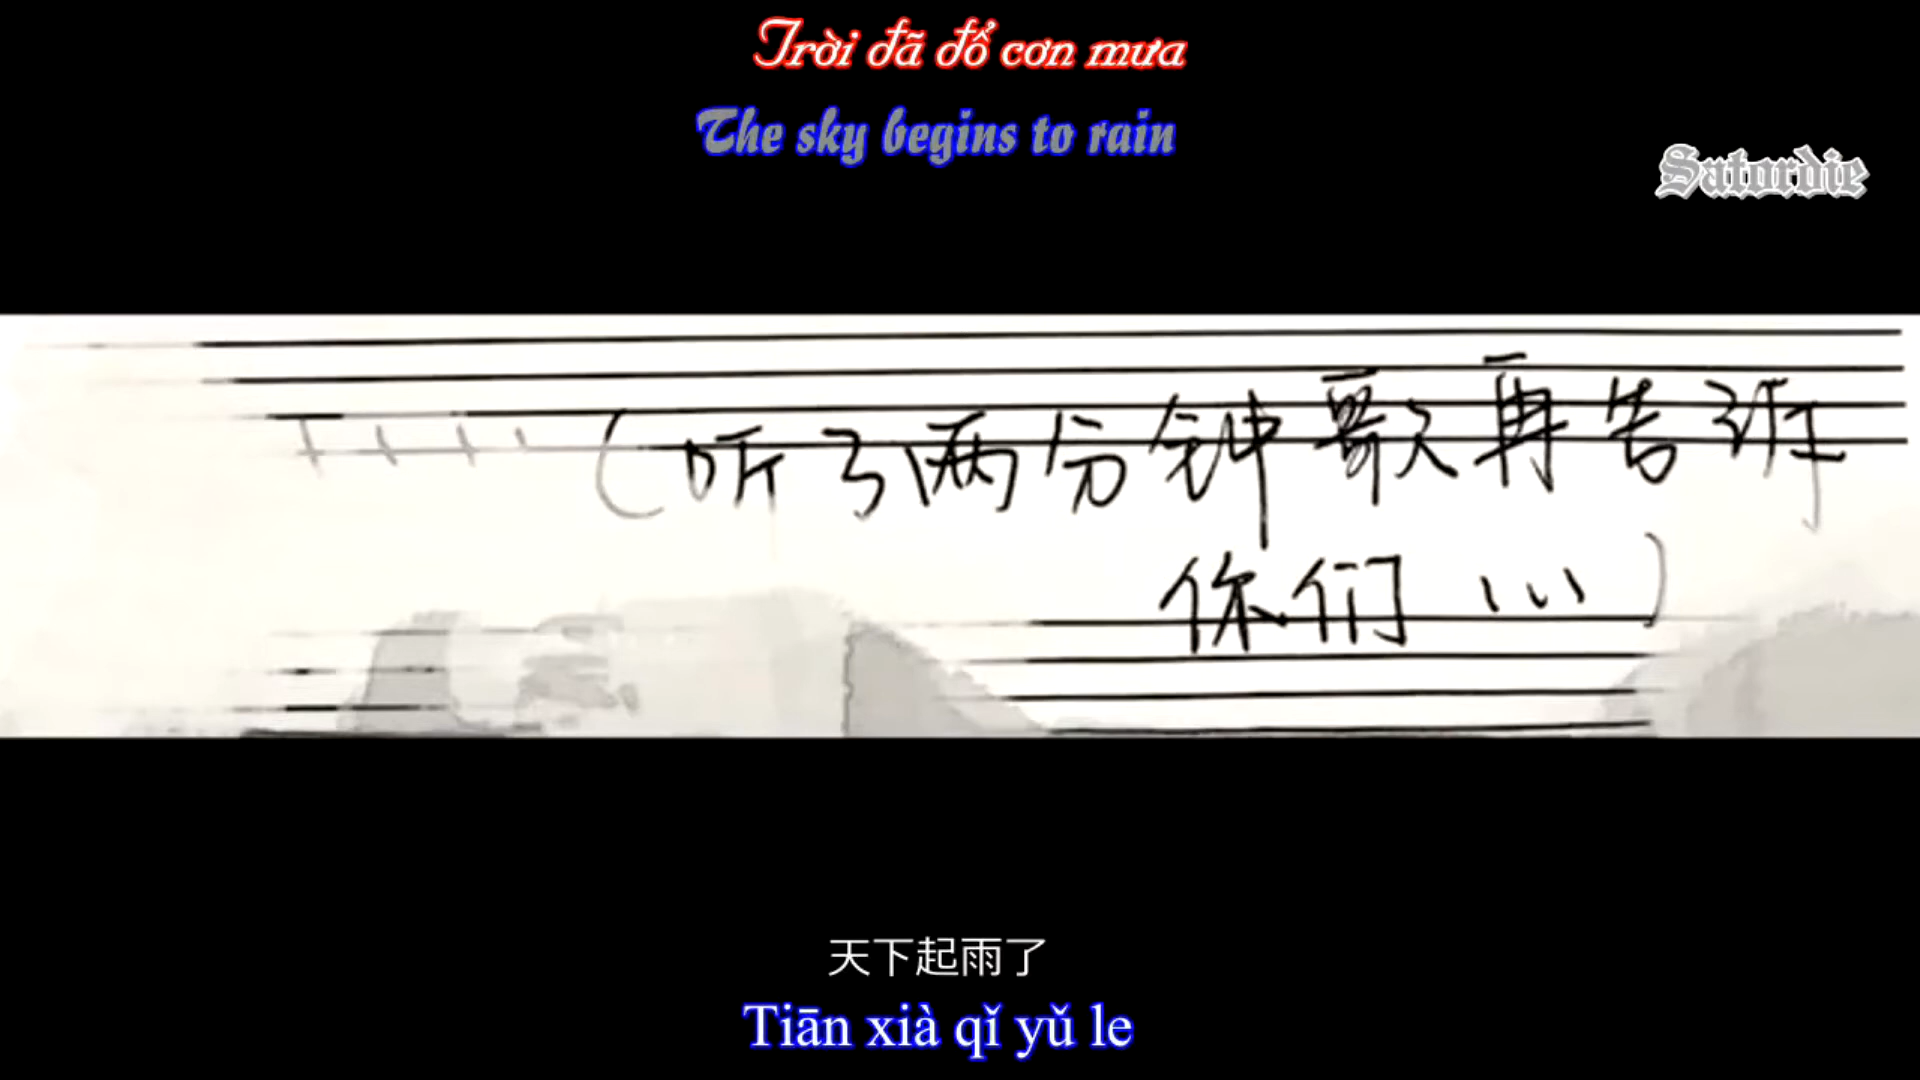 Trời đã đổ cơn mưa
The sky begins to rain
Satordie
(听了两分钟歌再告诉
你们...)
天下起雨了
Tiān xià qǐ yǔ le